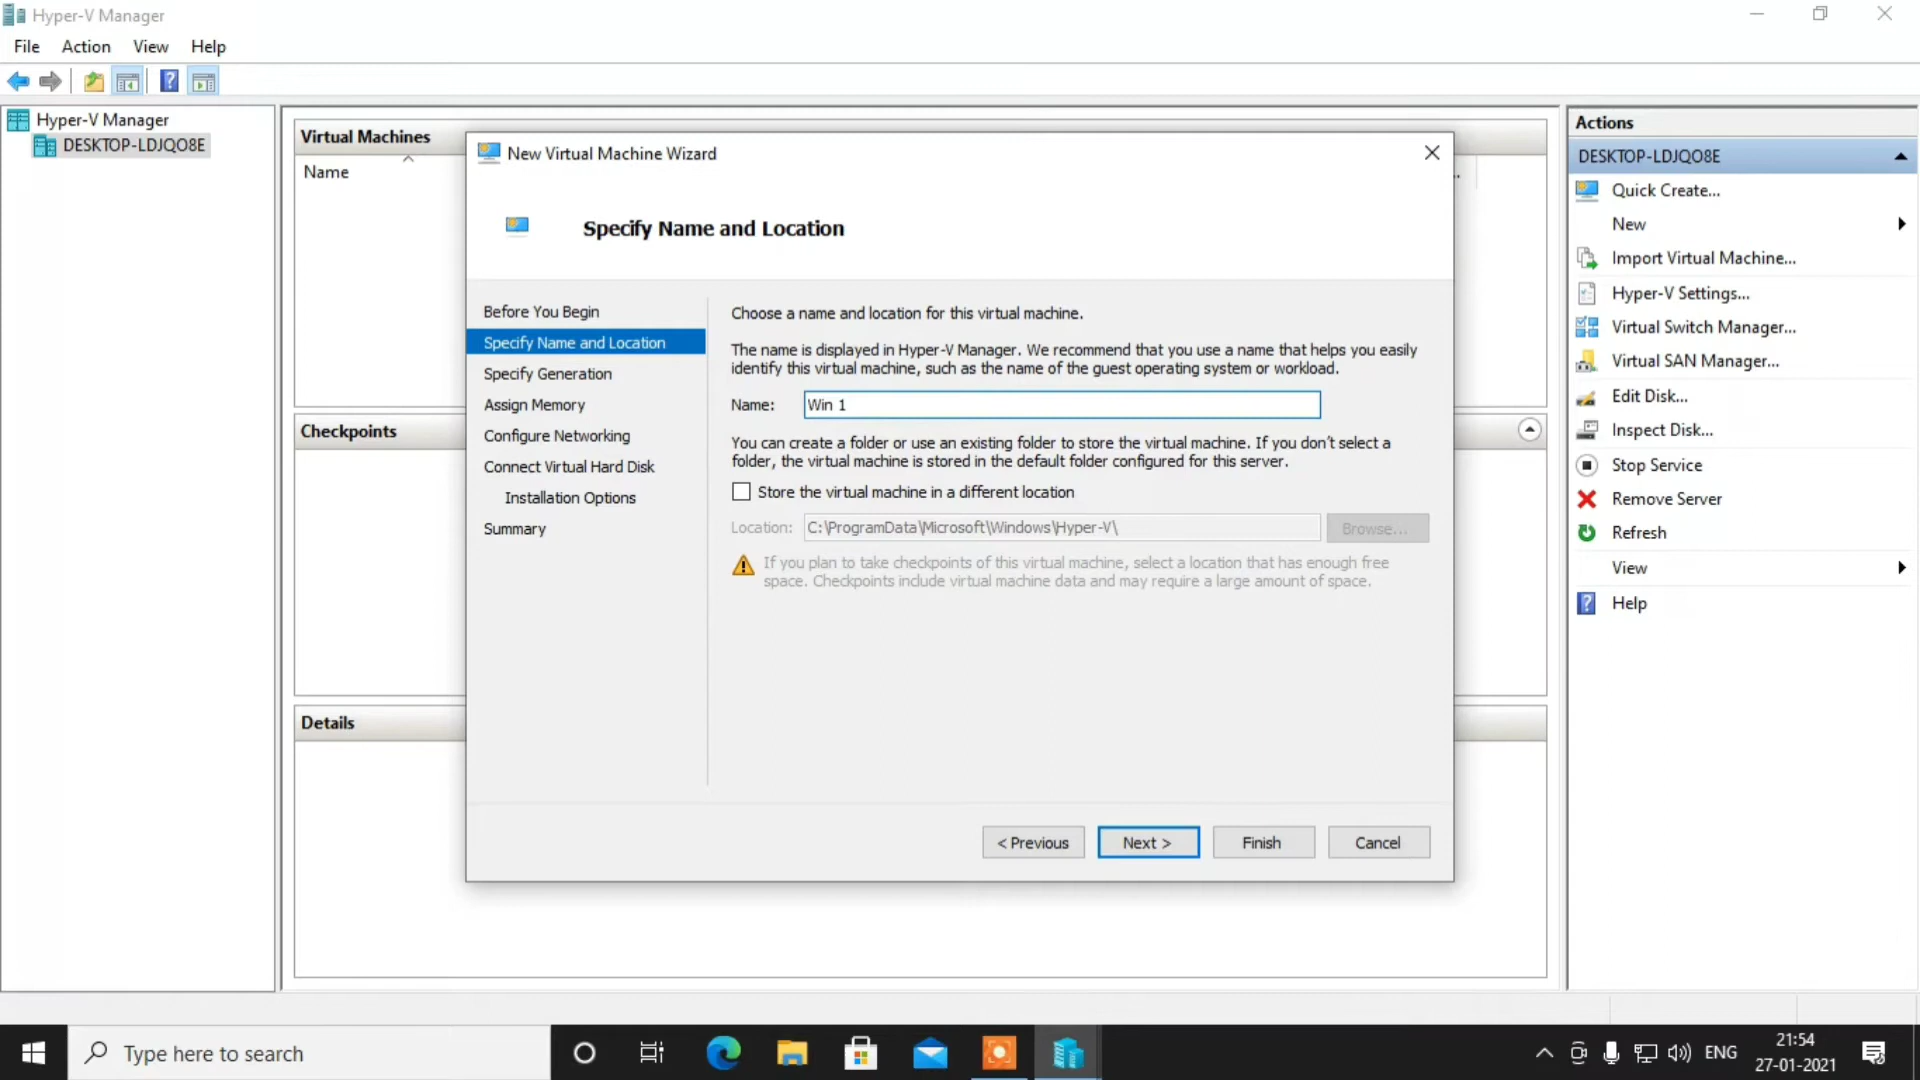 Hyper-V Manager
File Action View Help
Hyper-V Manager
DESKTOP-LDJQO8E
Virtual Machines
Name
Checkpoints
Details
New Virtual Machine Wizard
Specify Name and Location
Before You Begin
Specify Name and Location
Specify Generation
Assign Memory
Configure Networking
Connect Virtual Hard Disk
Installation Options
Summary
Choose a name and location for this virtual machine.
The name is displayed in Hyper-V Manager. We recommend that you use a name that helps you easily
identify this virtual machine, such as the name of the guest operating system or workload.
Name: Win 1
You can create a folder or use an existing folder to store the virtual machine. If you don't select a
folder, the virtual machine is stored in the default folder configured for this server.
Store the virtual machine in a different location
Location: C:\ProgramData\Microsoft\Windows\Hyper-V\ Browse...
If you plan to take checkpoints of this virtual machine, select a location that has enough free
space. Checkpoints include virtual machine data and may require a large amount of space.
< Previous Next > Finish Cancel
Actions
DESKTOP-LDJQO8E
Quick Create...
New
Import Virtual Machine...
Hyper-V Settings...
Virtual Switch Manager...
Virtual SAN Manager...
Edit Disk...
Inspect Disk...
Stop Service
Remove Server
Refresh
View
Help
Type here to search
ENG
21:54
27-01-2021